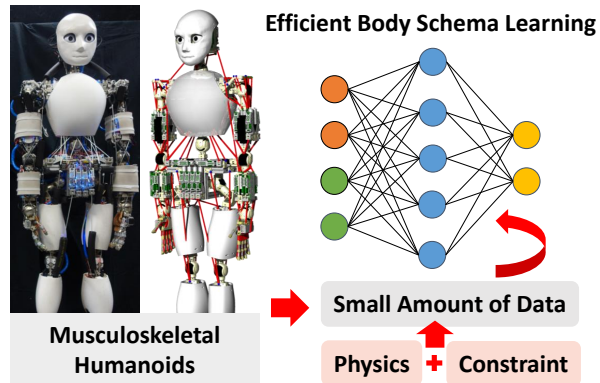 Efficient Body Schema Learning
Small Amount of Data
Musculoskeletal
Humanoids
Physics + Constraint